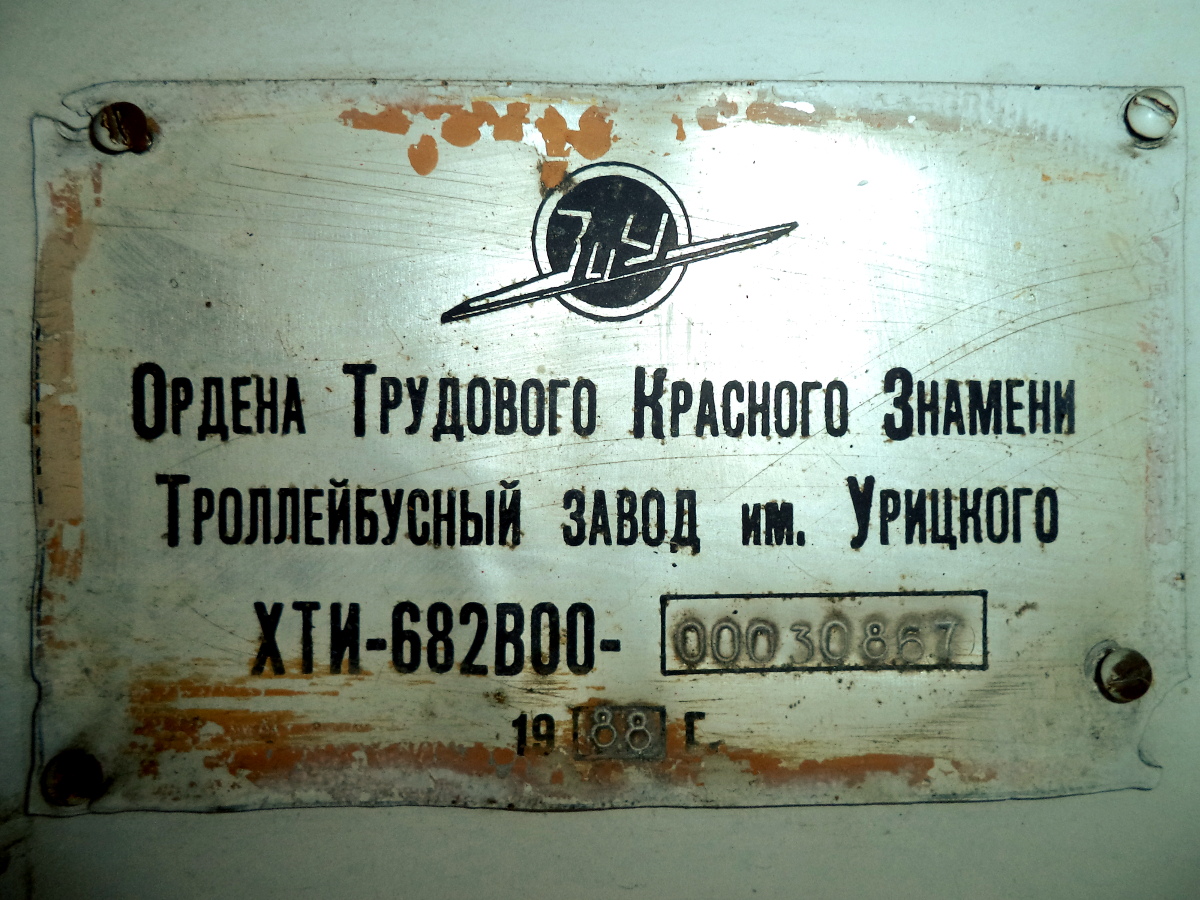 ЗиУ
Ордена Трудового Красного Знамени
Троллейбусный завод им. Урицкого
ХТИ-682В00- 00030867
19 88 г.